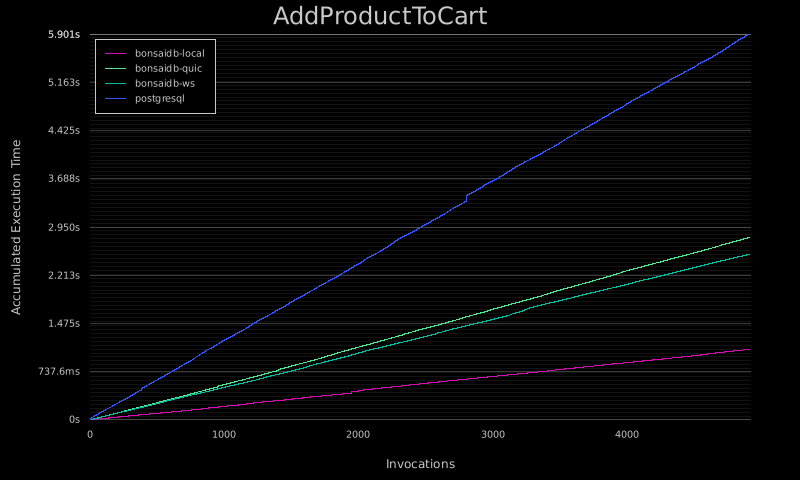 AddProductToCart
5.901s
5.163s
4.425s
3.688s
2.950s
2.213s
1.475s
737.6ms
0s
Accumulated Execution Time
bonsaidb-local
bonsaidb-quic
bonsaidb-ws
postgresql
0 1000 2000 3000 4000
Invocations